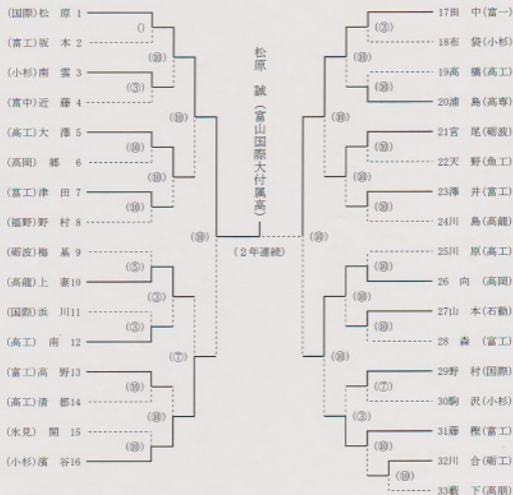 (国際)松原 1
(富工)坂本 2
(小杉)南雲 3
(富中)近藤 4
(高工)大澤 5
(高岡)郷 6
(富工)津田 7
(福野)野村 8
(砺波)梅基 9
(高龍)上妻10
(国際)浜川11
(高工)南 12
(富工)高野13
(高工)清都14
(氷見)関 15
(小杉)濱谷16
松原 誠(富山国際大付属高)
(2年連続)
17田中(富一)
18布袋(小杉)
19高橋(高工)
20浦島(高専)
21宮尾(砺波)
22天野(魚工)
23澤井(富工)
24川島(高龍)
25川原(高工)
26 向(高岡)
27山本(石動)
28 森(富工)
29野村(国際)
30駒沢(小杉)
31藤樫(富工)
32川合(砺工)
33藪下(高朋)